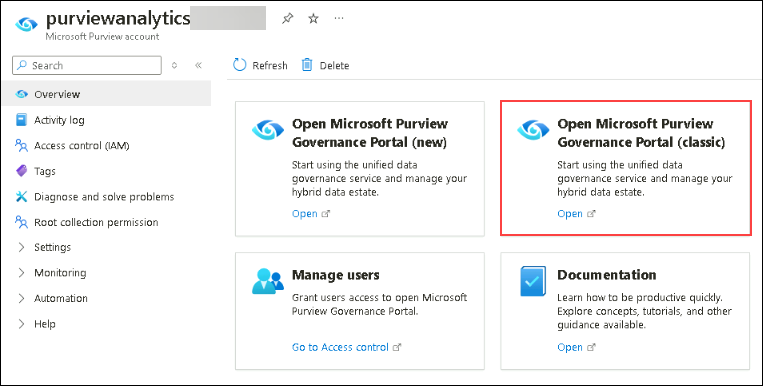 purviewanalytics
Microsoft Purview account
Search
Refresh
Delete
Overview
Activity log
Access control (IAM)
Tags
Diagnose and solve problems
Root collection permission
Settings
Monitoring
Automation
Help
Open Microsoft Purview
Governance Portal (new)
Start using the unified data
governance service and manage your
hybrid data estate.
Open
Open Microsoft Purview
Governance Portal (classic)
Start using the unified data
governance service and manage your
hybrid data estate.
Open
Manage users
Grant users access to open Microsoft
Purview Governance Portal.
Go to Access control
Documentation
Learn how to be productive quickly.
Explore concepts, tutorials, and other
guidance available.
Open